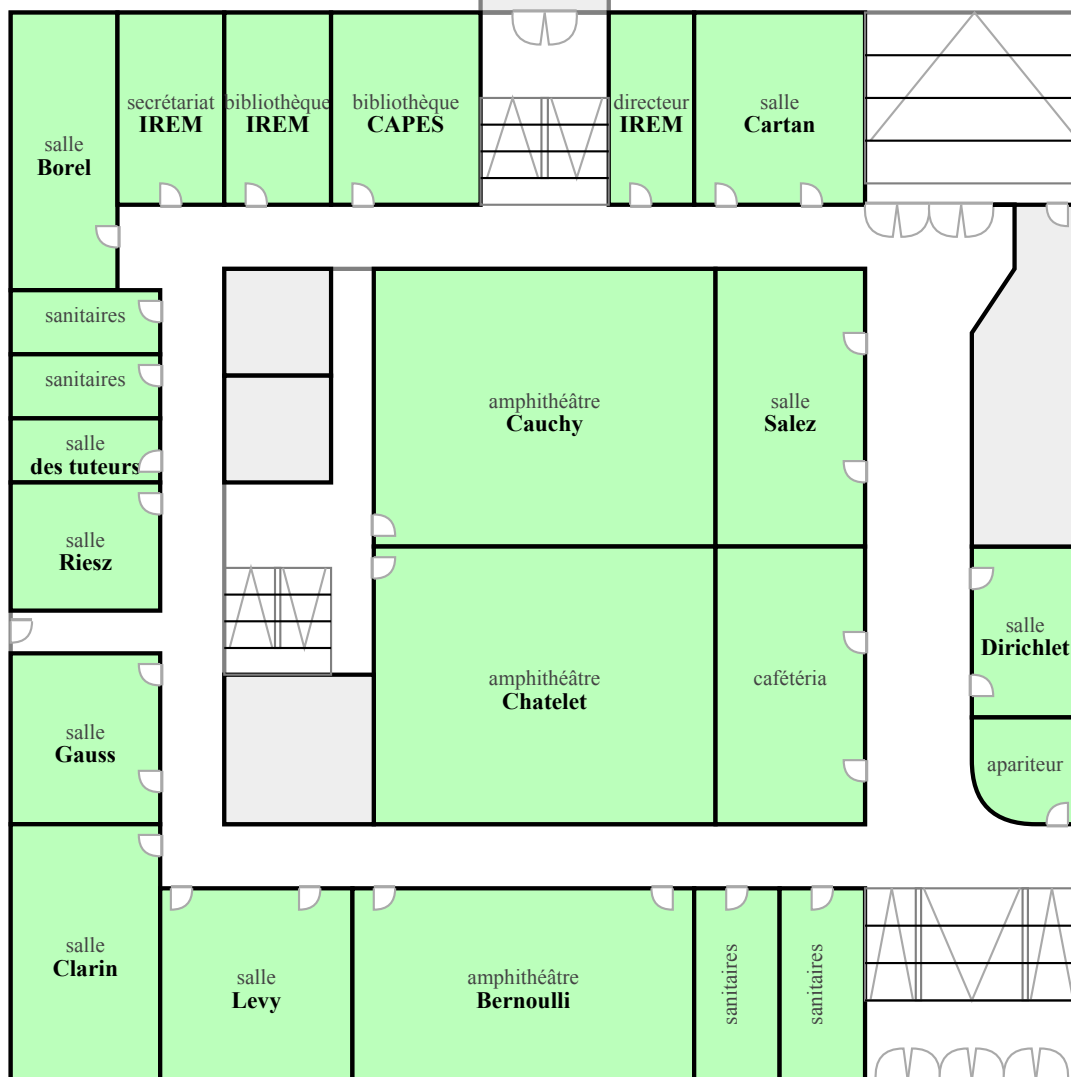 secrétariat
IREM
bibliothèque
IREM
bibliothèque
CAPES
directeur
IREM
salle
Cartan
salle
Borel
sanitaires
sanitaires
salle
des tuteurs
salle
Riesz
amphithéâtre
Cauchy
salle
Salez
salle
Dirichlet
amphithéâtre
Chatelet
cafétéria
salle
Gauss
apariteur
salle
Clarin
salle
Levy
amphithéâtre
Bernoulli
sanitaires
sanitaires